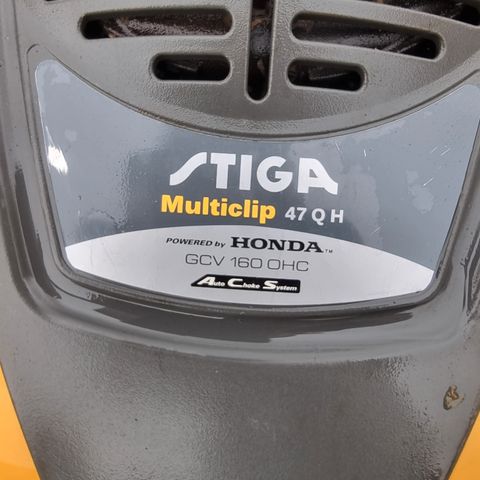 STIGA
Multiclip 47 Q H
POWERED by HONDA™
GCV 160 OHC
Auto Choke System